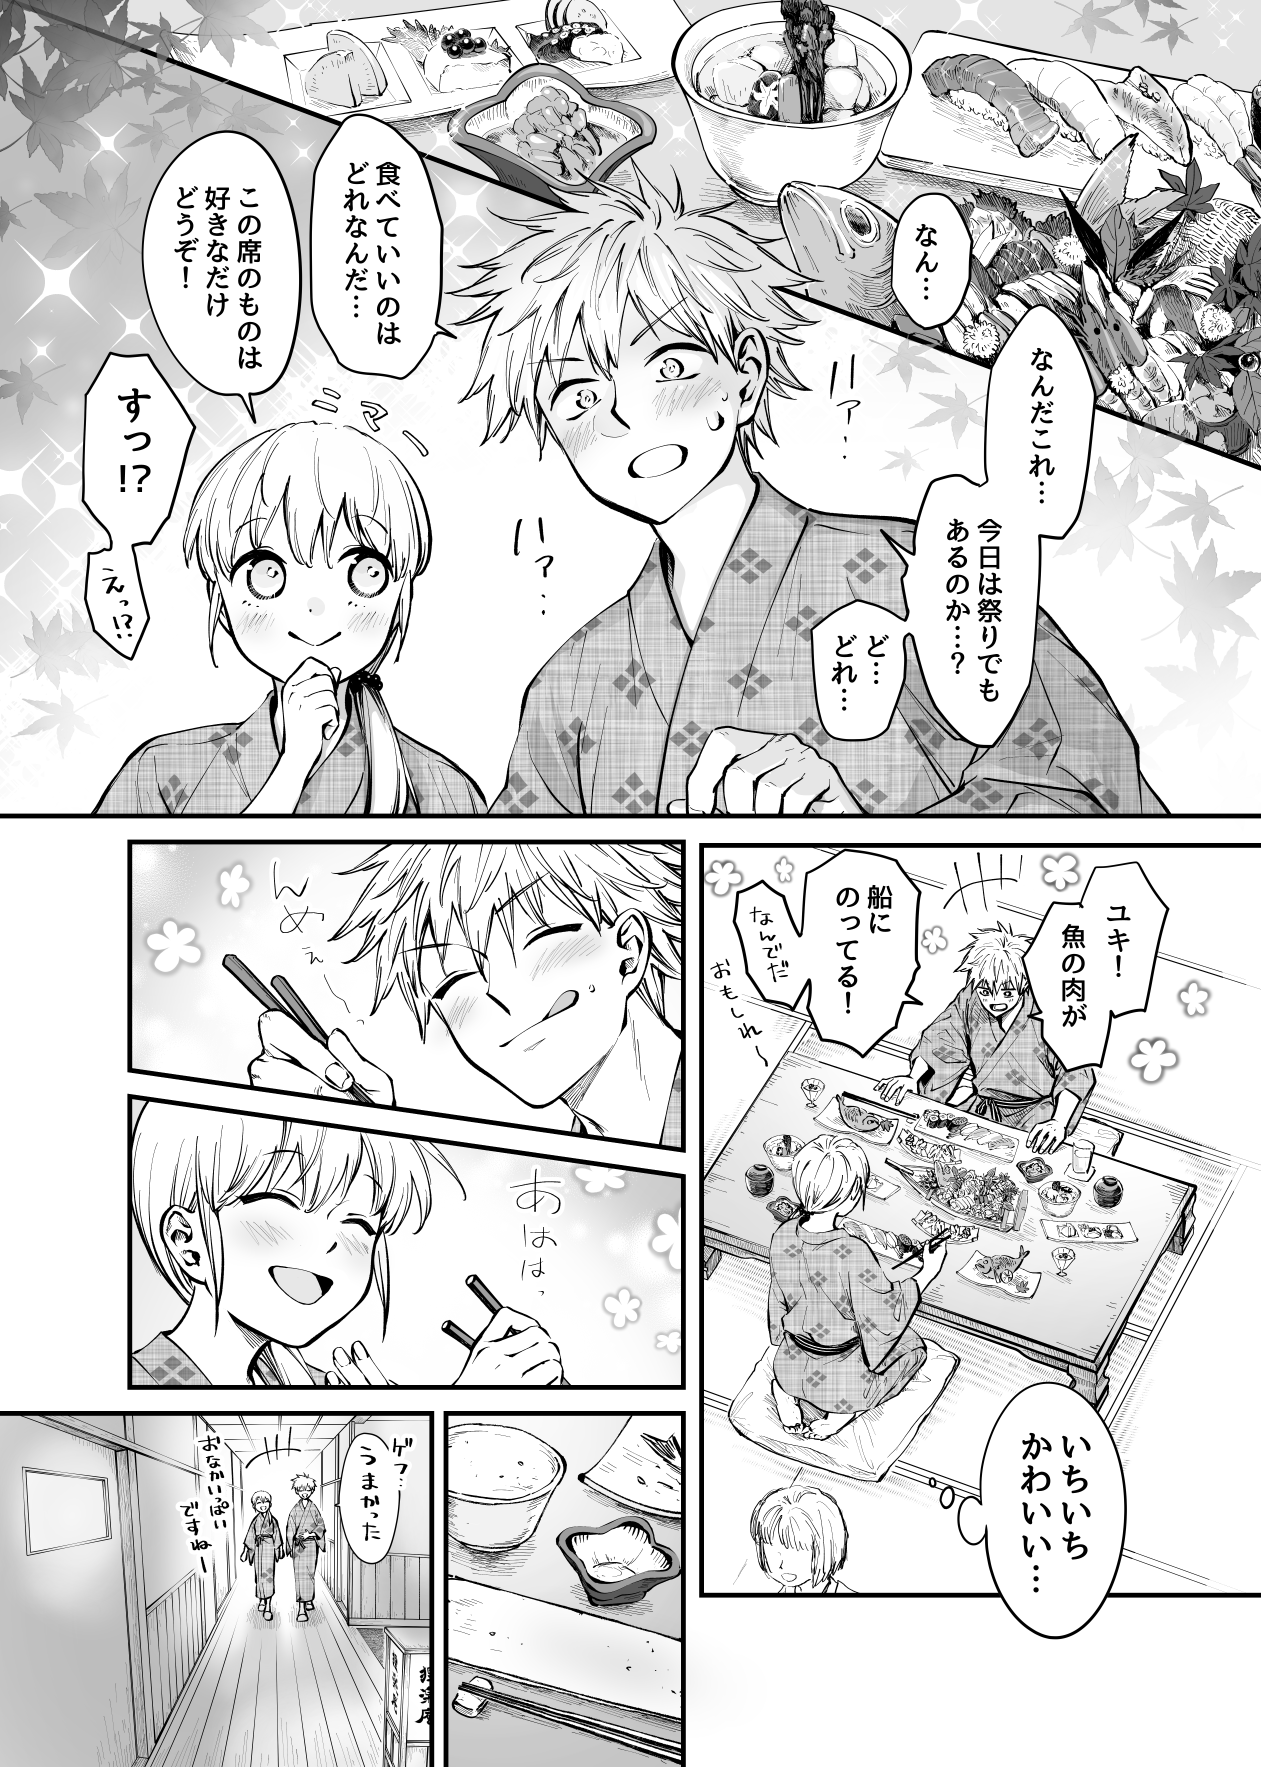 なん…
なんだこれ…
今日は祭りでも
あるのか…?
ど…
どれ…
食べていいのは
どれなんだ…
この席のものは
好きなだけ
どうぞ!
ニマー
すっ!?
えっ!?
ユキ!
魚の肉が
船に
のってる!
なんでだ
おもしれー
いちいち
かわいい…
んめぇ
あははっ
ゲフ…
うまかった
おなかいっぱい
ですねー